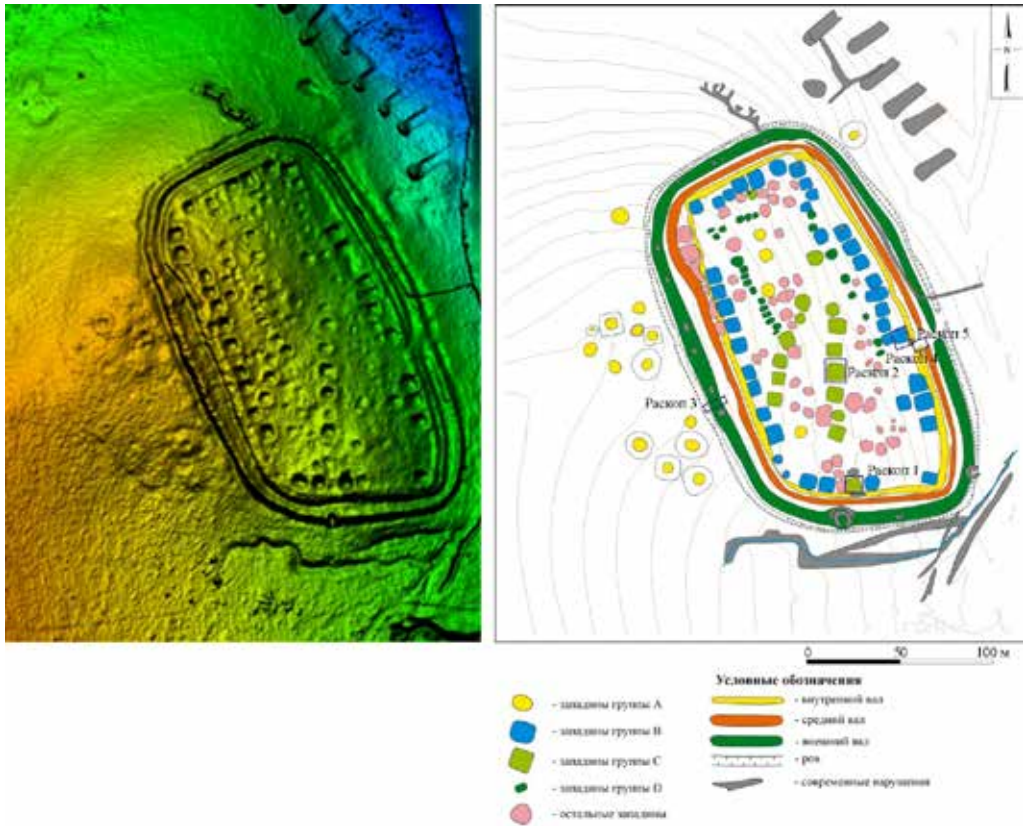 N
Раскоп 5
Раскоп 4
Раскоп 2
Раскоп 3
Раскоп 1
0 50 100 м
Условные обозначения
- западины группы A
- западины группы B
- западины группы C
- западины группы D
- остальные западины
- внутренний вал
- средний вал
- внешний вал
- ров
- современные нарушения